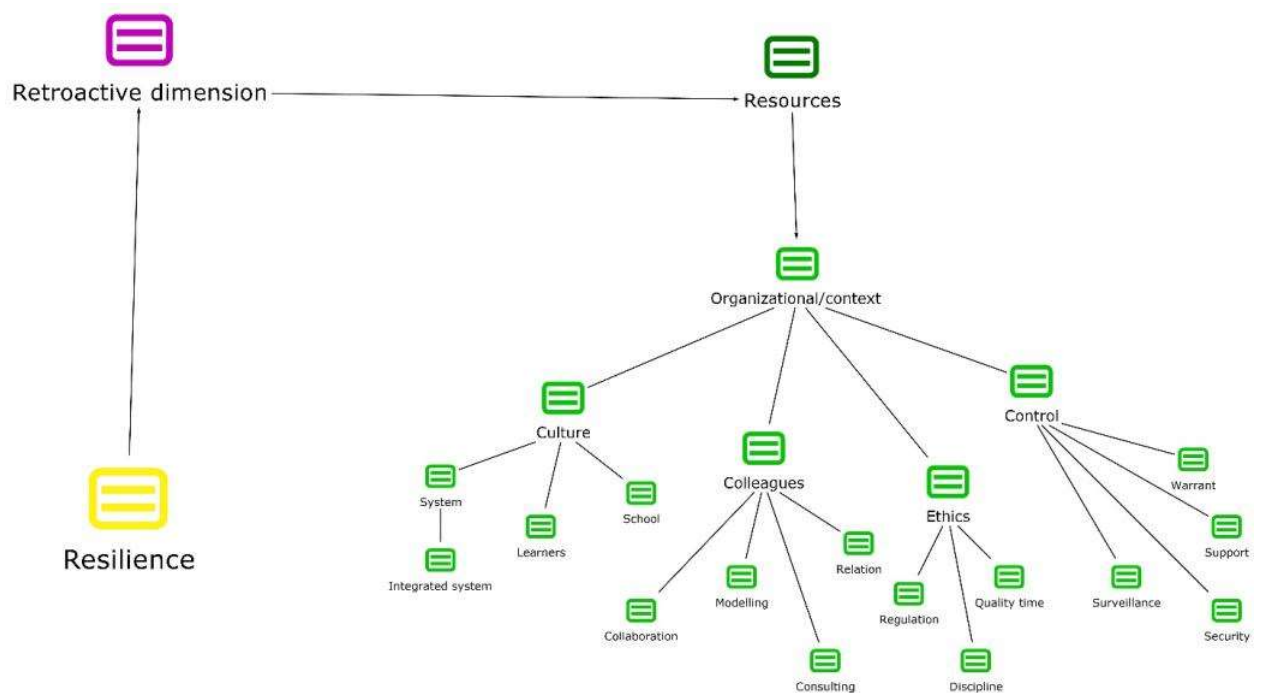 Retroactive dimension
Resources
Organizational/context
Culture
Control
Colleagues
Ethics
System
School
Learners
Integrated system
Warrant
Support
Relation
Modelling
Quality time
Surveillance
Regulation
Collaboration
Security
Consulting
Discipline
Resilience